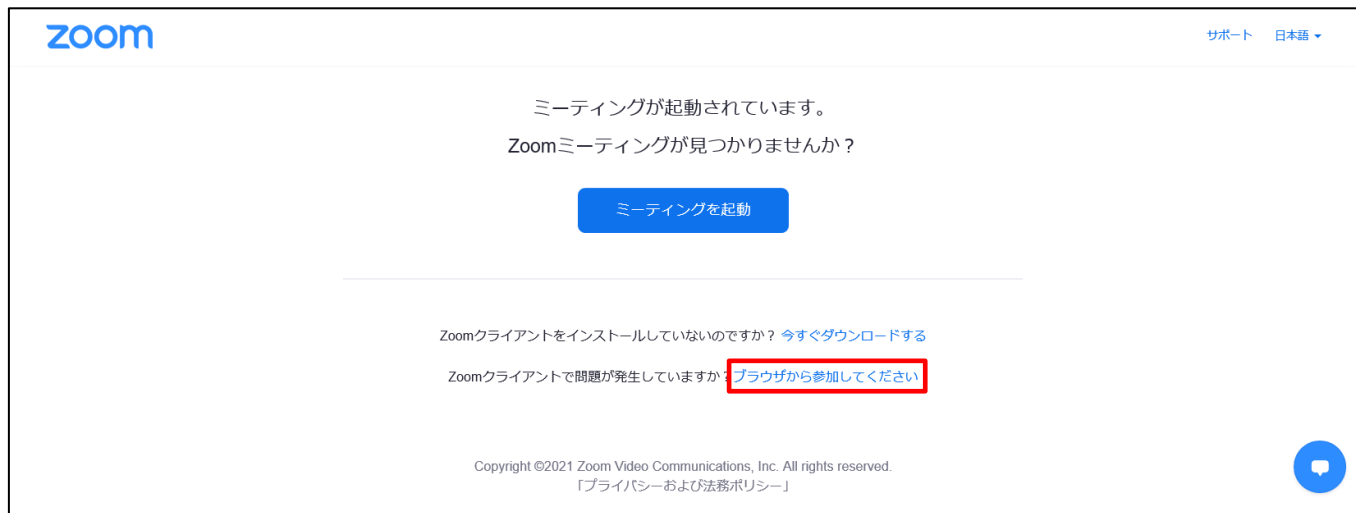 zoom
サポート 日本語
ミーティングが起動されています。
Zoomミーティングが見つかりませんか？
ミーティングを起動
Zoomクライアントをインストールしていないのですか？ 今すぐダウンロードする
Zoomクライアントで問題が発生していますか？ブラウザから参加してください
Copyright ©2021 Zoom Video Communications, Inc. All rights reserved.
「プライバシーおよび法務ポリシー」